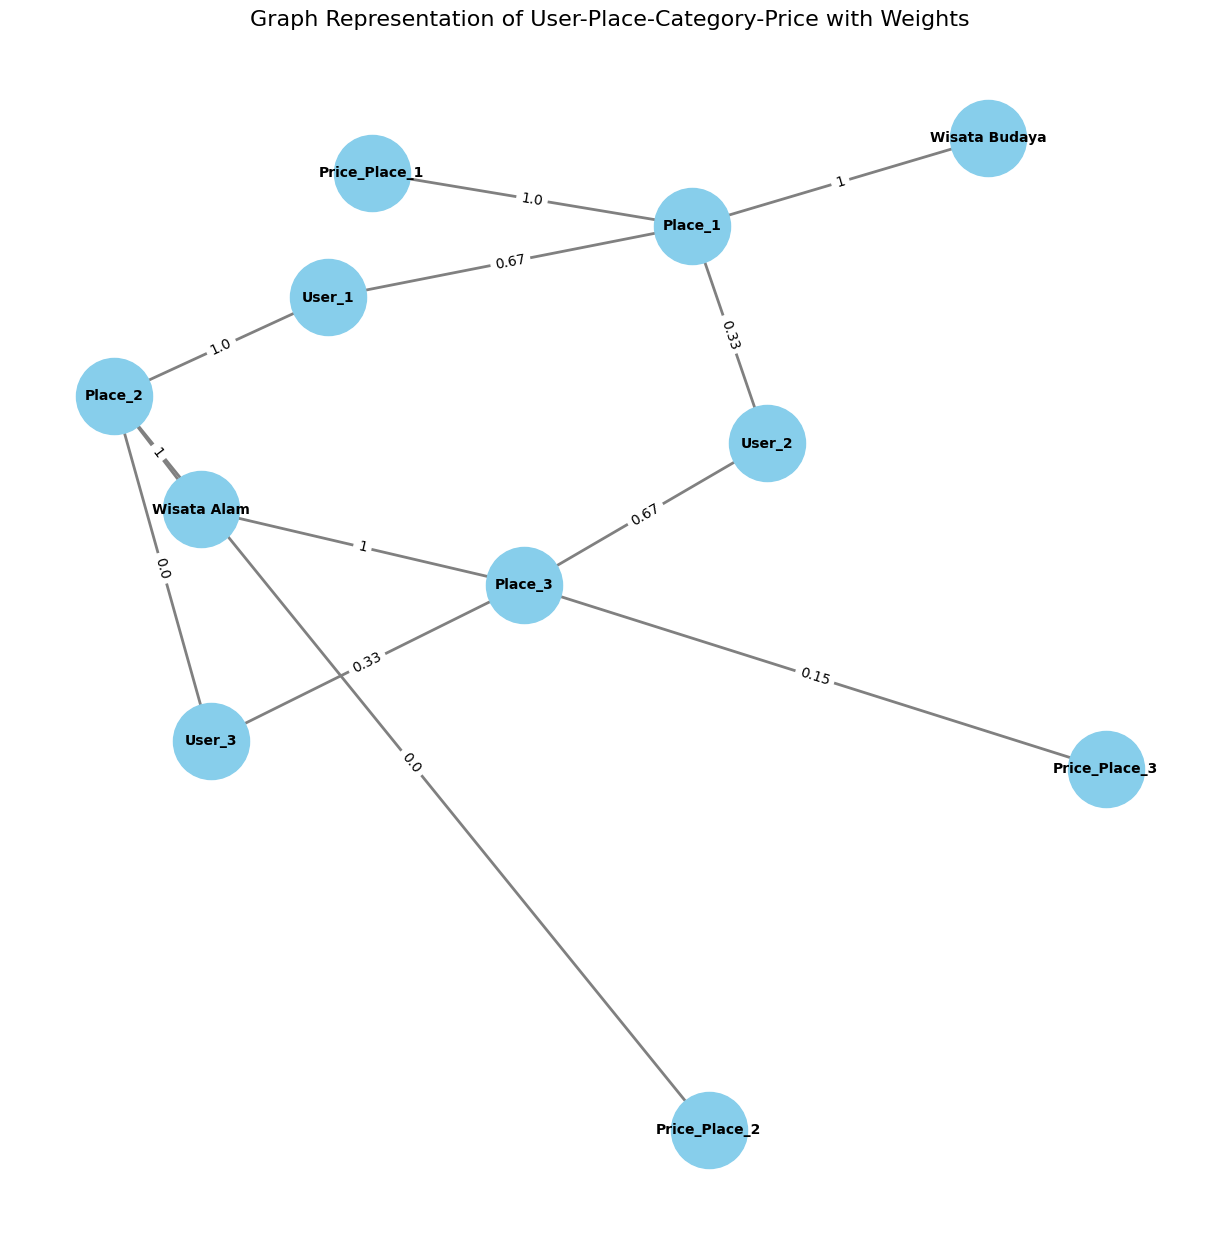 Graph Representation of User-Place-Category-Price with Weights
Wisata Budaya
Price_Place_1
1
1.0
Place_1
0.67
User_1
0.33
1.0
Place_2
User_2
1
Wisata Alam
0.67
1
0.0
Place_3
0.33
0.15
User_3
0.0
Price_Place_3
Price_Place_2